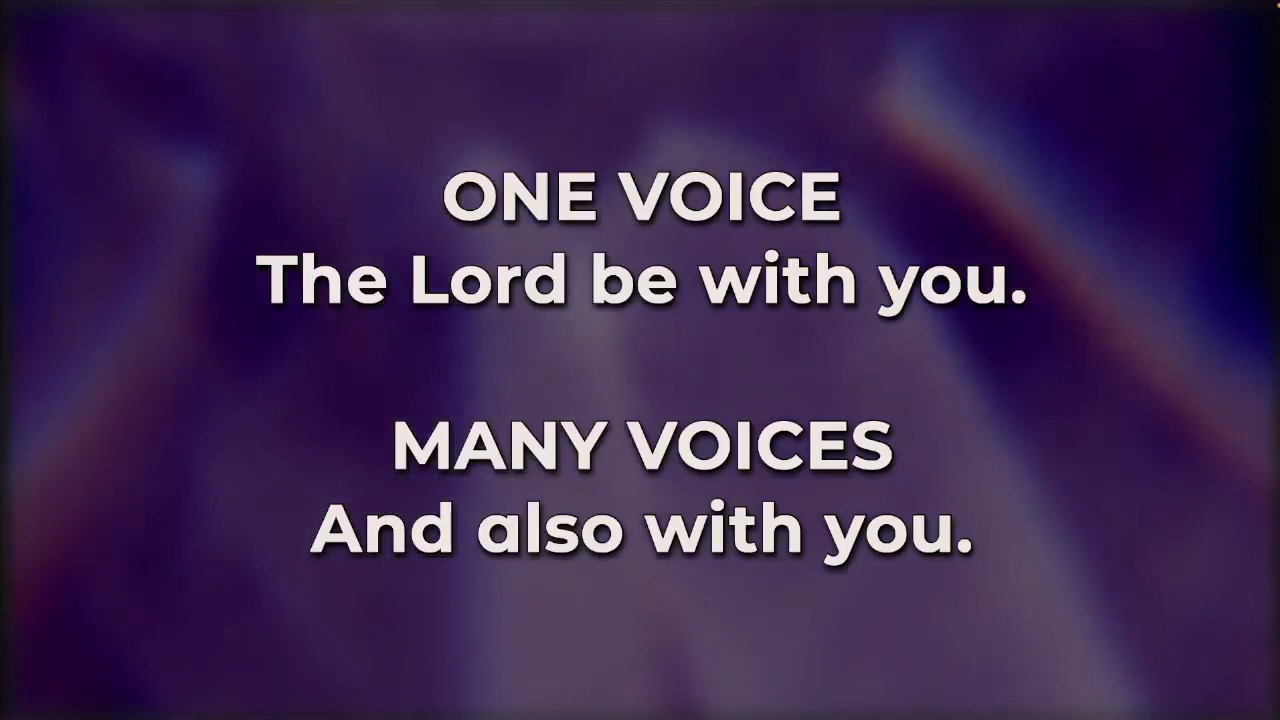 ONE VOICE
The Lord be with you.
MANY VOICES
And also with you.